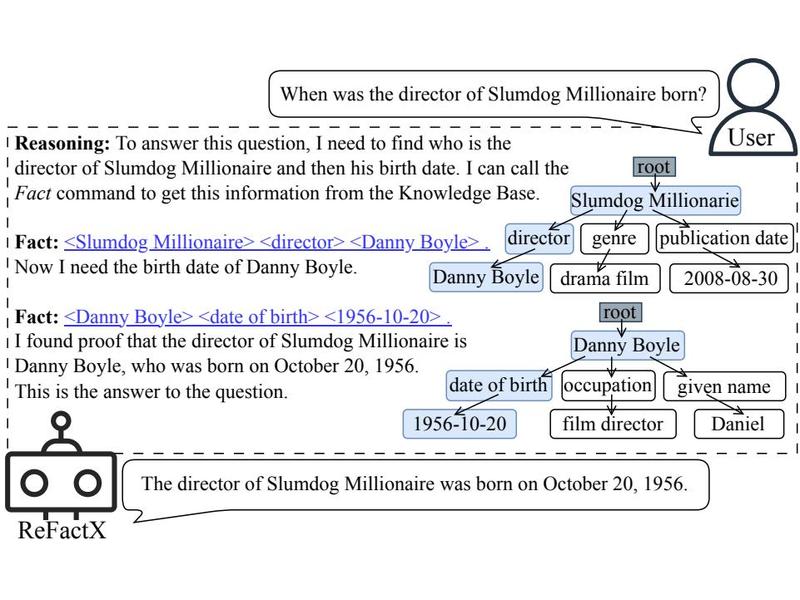 When was the director of Slumdog Millionaire born?
User
Reasoning: To answer this question, I need to find who is the
director of Slumdog Millionaire and then his birth date. I can call the
Fact command to get this information from the Knowledge Base.
root
Slumdog Millionarie
Fact: <Slumdog Millionaire> <director> <Danny Boyle> .
director
genre
publication date
Now I need the birth date of Danny Boyle.
Danny Boyle
drama film
2008-08-30
Fact: <Danny Boyle> <date of birth> <1956-10-20> .
root
I found proof that the director of Slumdog Millionaire is
Danny Boyle, who was born on October 20, 1956.
This is the answer to the question.
Danny Boyle
date of birth
occupation
given name
1956-10-20
film director
Daniel
The director of Slumdog Millionaire was born on October 20, 1956.
ReFactX